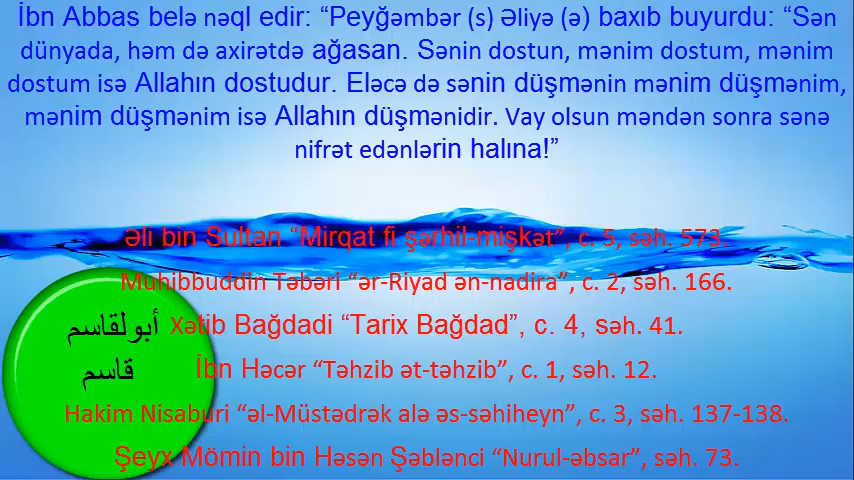 İbn Abbas belə nəql edir: “Peyğəmbər (s) Əliyə (ə) baxıb buyurdu: “Sən
dünyada, həm də axirətdə ağasan. Sənin dostun, mənim dostum, mənim
dostum isə Allahın dostudur. Eləcə də sənin düşmənin mənim düşmənim,
mənim düşmənim isə Allahın düşmənidir. Vay olsun məndən sonra sənə
nifrət edənlərin halına!”
Əli bin Sultan “Mirqat fi şərhil-mişkət”, c. 5, səh. 573.
Muhibbuddin Təbəri “ər-Riyad ən-nadira”, c. 2, səh. 166.
أبولقاسم
Xətib Bağdadi “Tarix Bağdad”, c. 4, səh. 41.
قاسم
İbn Həcər “Təhzib ət-təhzib”, c. 1, səh. 12.
Hakim Nisaburi “əl-Müstədrək alə əs-səhiheyn”, c. 3, səh. 137-138.
Şeyx Mömin bin Həsən Şəblənci “Nurul-əbsar”, səh. 73.